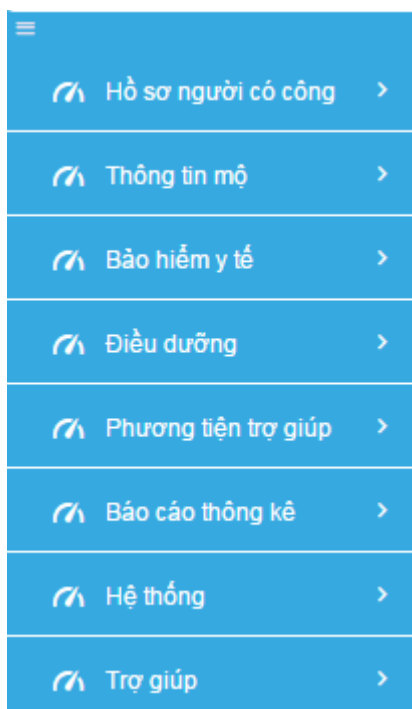 Hồ sơ người có công
Thông tin mộ
Bảo hiểm y tế
Điều dưỡng
Phương tiện trợ giúp
Báo cáo thông kê
Hệ thống
Trợ giúp